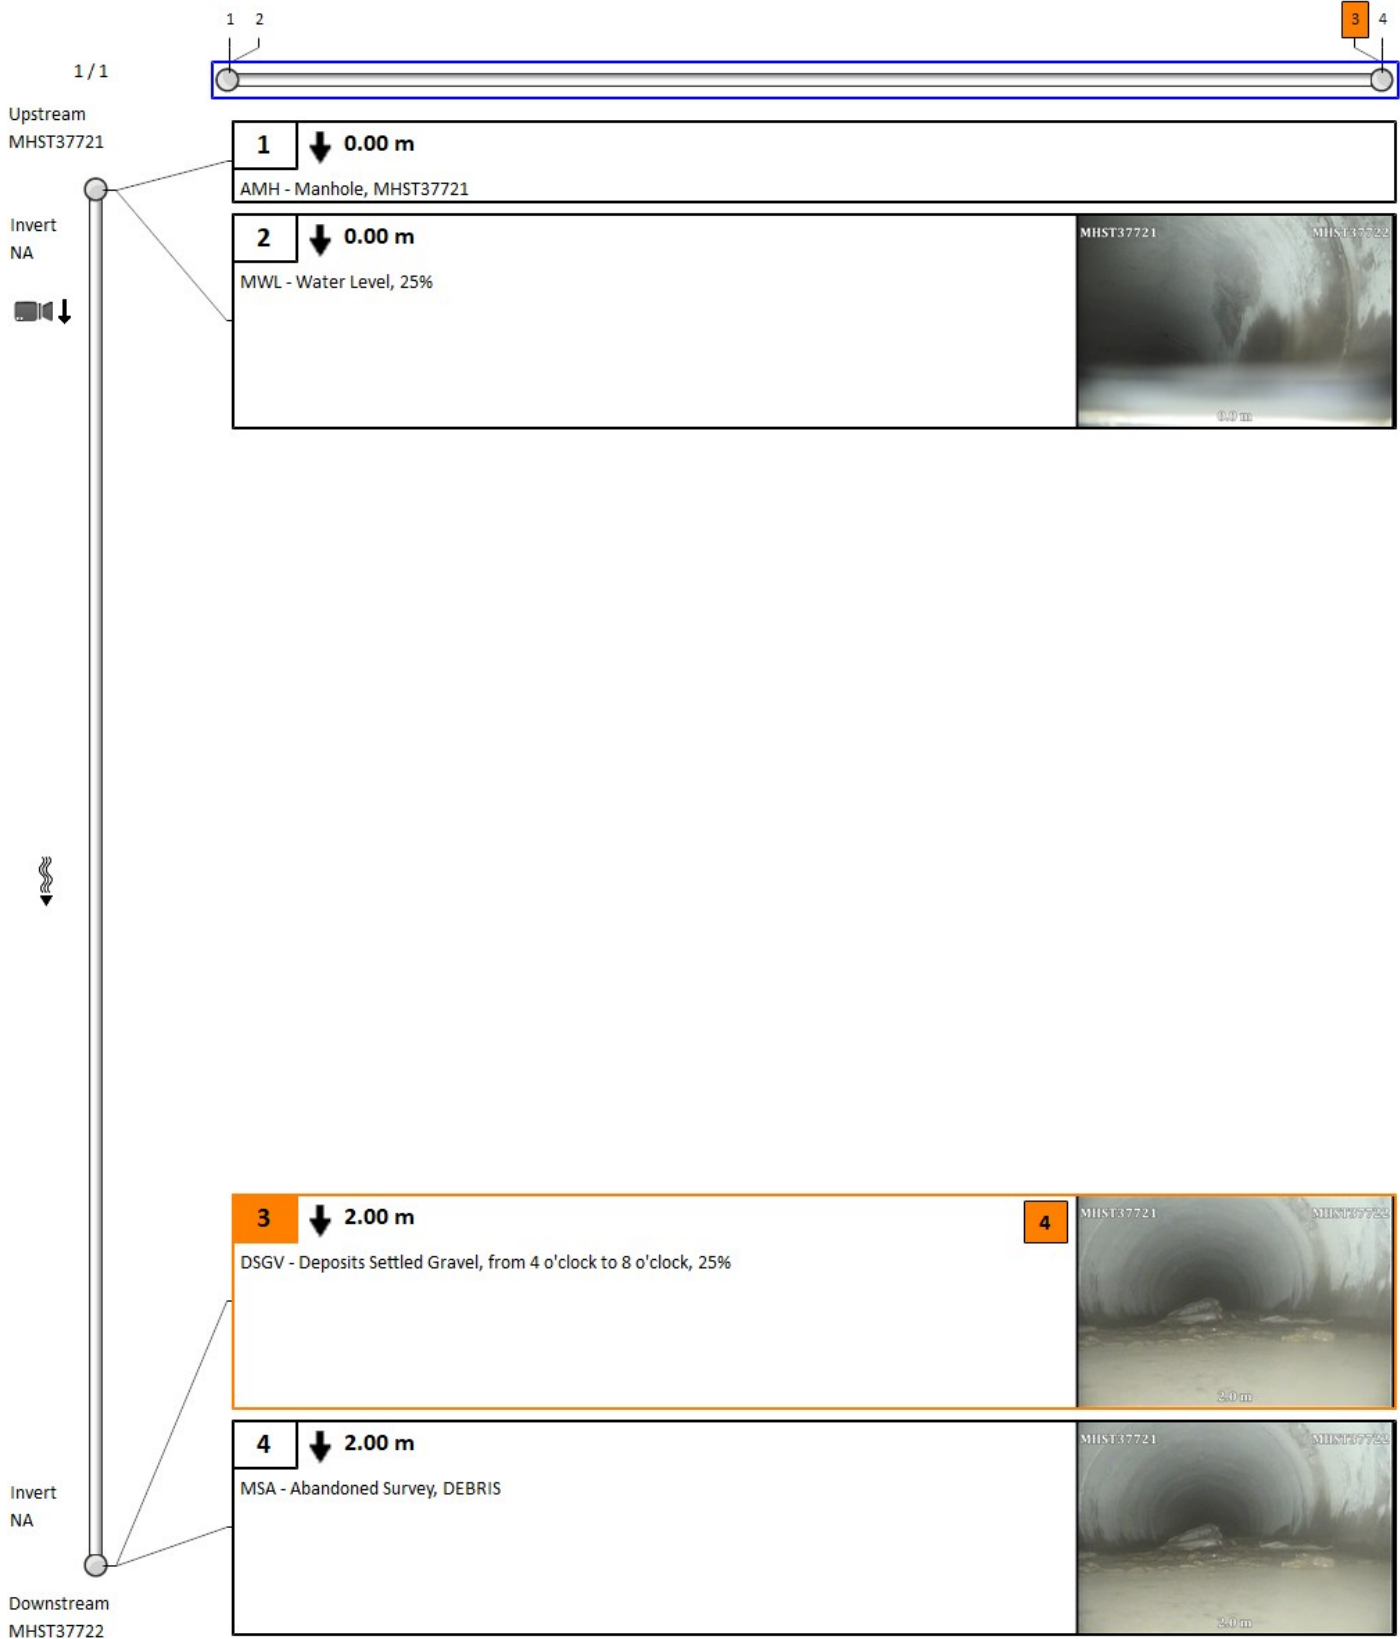 1 2 3 4
1 / 1
Upstream
MHST37721
1 0.00 m
AMH - Manhole, MHST37721
Invert
NA
2 0.00 m
MWL - Water Level, 25%
MHST37721 MHST37722
0.0 m
3 2.00 m 4
DSGV - Deposits Settled Gravel, from 4 o'clock to 8 o'clock, 25%
MHST37721 MHST37722
2.0 m
4 2.00 m
MSA - Abandoned Survey, DEBRIS
MHST37721 MHST37722
2.0 m
Invert
NA
Downstream
MHST37722